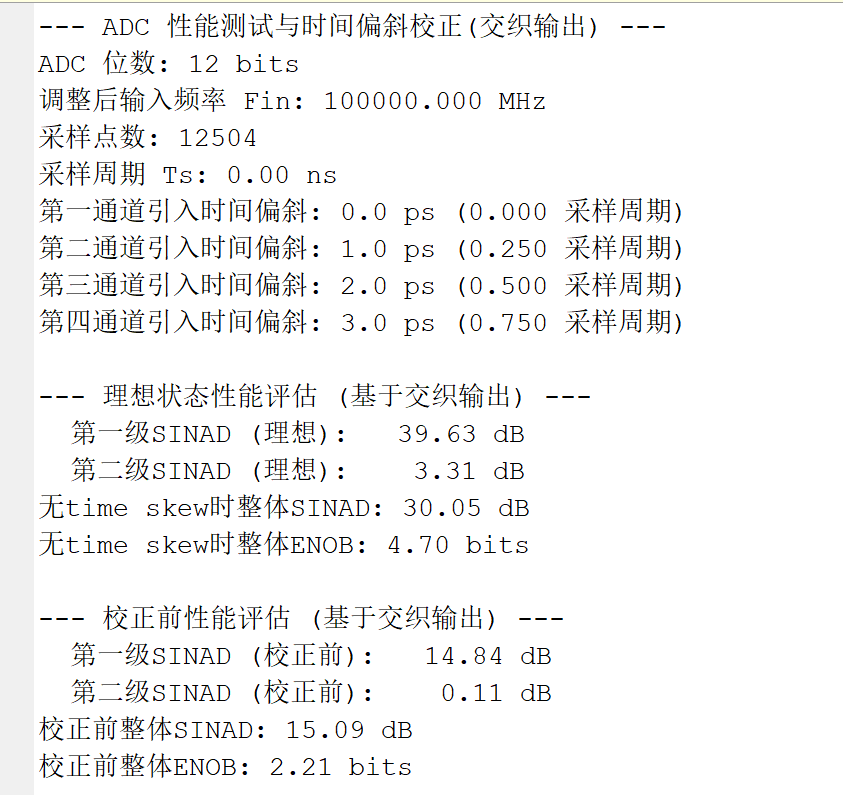 --- ADC 性能测试与时间偏斜校正(交织输出) ---
ADC 位数: 12 bits
调整后输入频率 Fin: 100000.000 MHz
采样点数: 12504
采样周期 Ts: 0.00 ns
第一通道引入时间偏斜: 0.0 ps (0.000 采样周期)
第二通道引入时间偏斜: 1.0 ps (0.250 采样周期)
第三通道引入时间偏斜: 2.0 ps (0.500 采样周期)
第四通道引入时间偏斜: 3.0 ps (0.750 采样周期)
--- 理想状态性能评估 (基于交织输出) ---
第一级SINAD (理想): 39.63 dB
第二级SINAD (理想): 3.31 dB
无time skew时整体SINAD: 30.05 dB
无time skew时整体ENOB: 4.70 bits
--- 校正前性能评估 (基于交织输出) ---
第一级SINAD (校正前): 14.84 dB
第二级SINAD (校正前): 0.11 dB
校正前整体SINAD: 15.09 dB
校正前整体ENOB: 2.21 bits